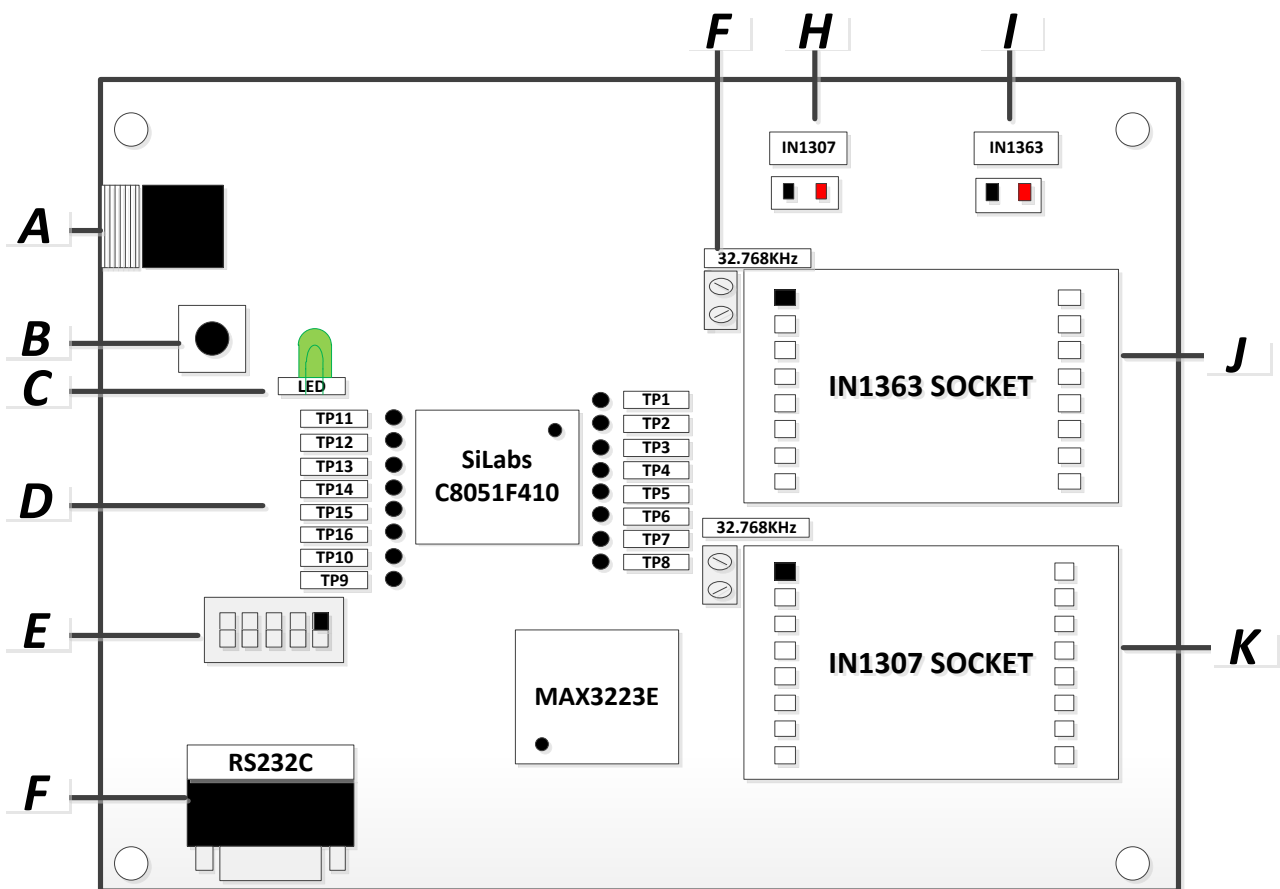 F H I
IN1307 IN1363
A
32.768KHz
B
J
IN1363 SOCKET
C
LED
TP11
TP12
TP13
TP14
TP15
TP16
TP10
TP9
SiLabs
C8051F410
TP1
TP2
TP3
TP4
TP5
TP6
TP7
TP8
D
32.768KHz
E
K
IN1307 SOCKET
MAX3223E
RS232C
F